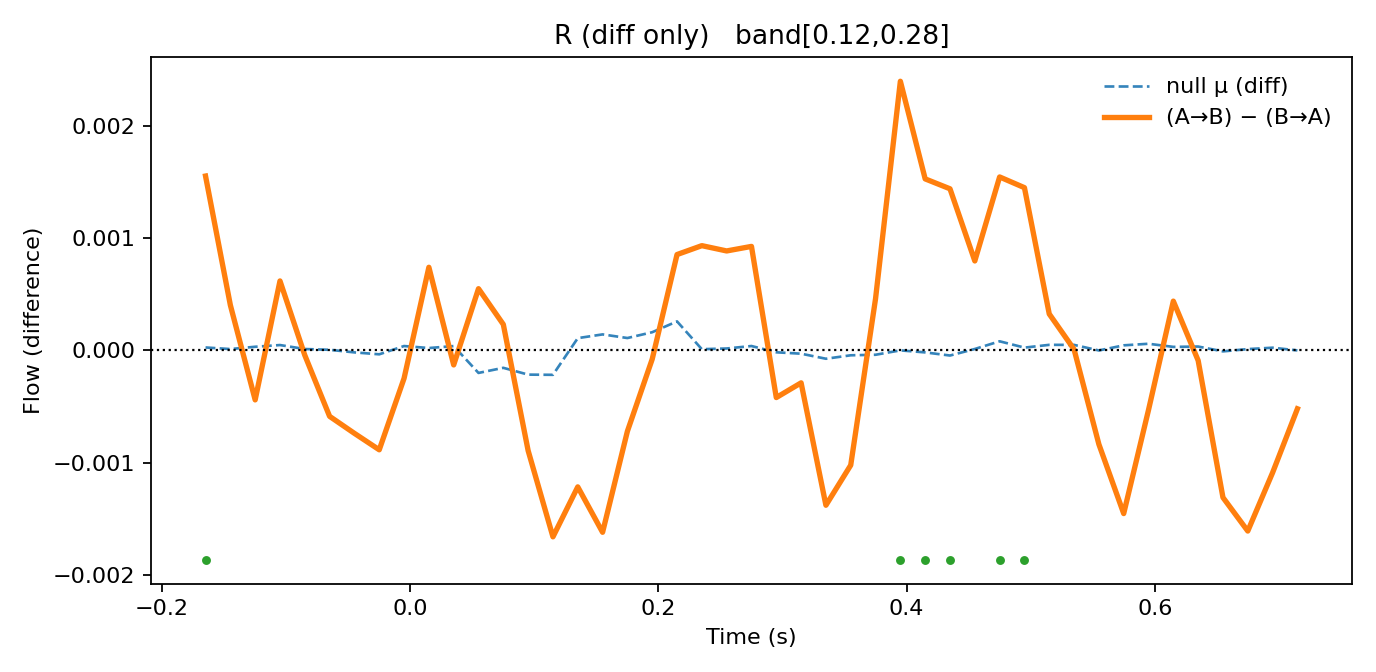 R (diff only)   band[0.12,0.28]
null μ (diff)
(A→B) − (B→A)
Flow (difference)
0.002
0.001
0.000
−0.001
−0.002
−0.2
0.0
0.2
0.4
0.6
Time (s)